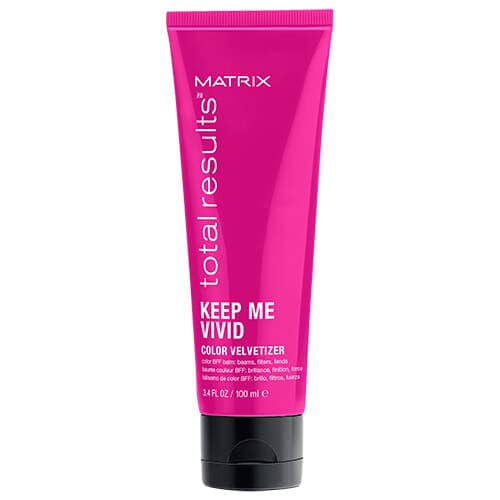 MATRIX
total results
KEEP ME
VIVID
COLOR VELVETIZER
color BFF balm: beams, filters, fends
baume couleur BFF: brillance, finition, force
bálsamo de color BFF: brillo, filtros, fuerza
3.4 FL OZ / 100 ml ℮